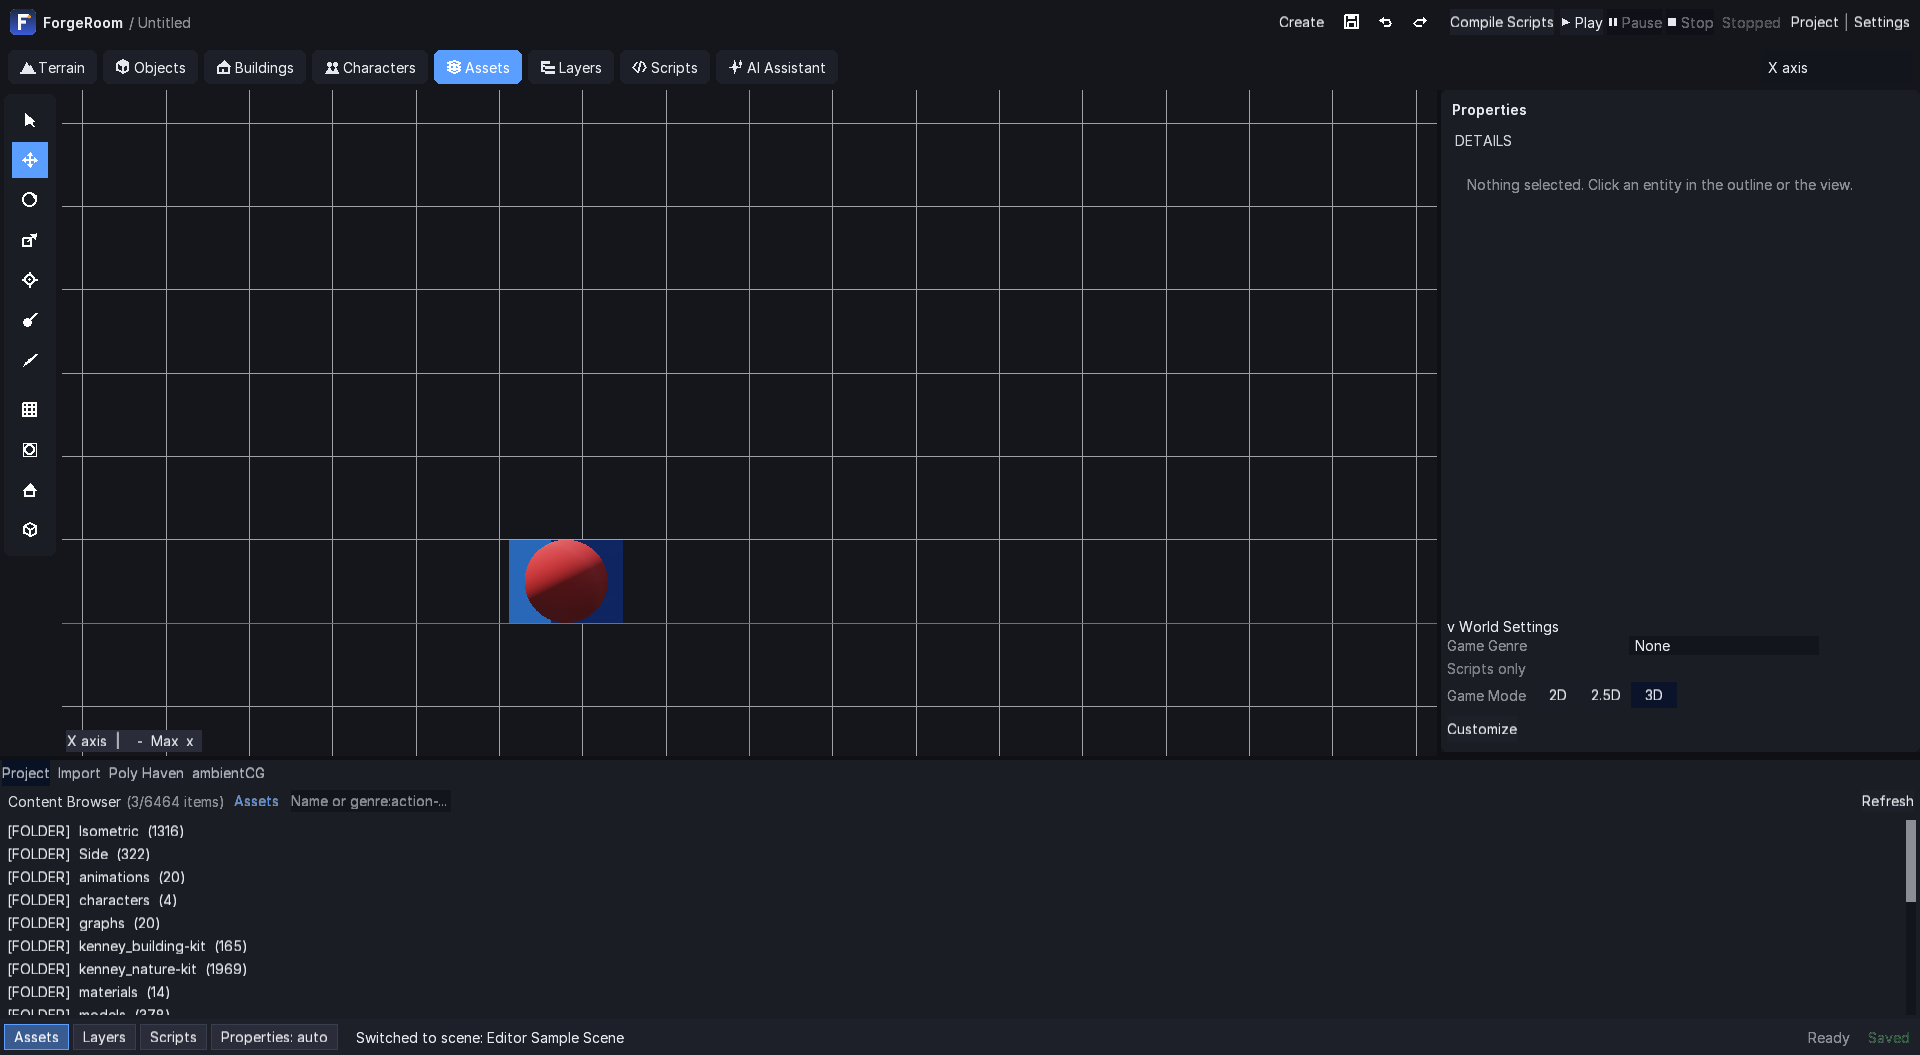 ForgeRoom / Untitled
Create Compile Scripts Play Pause Stop Stopped Project | Settings
Terrain Objects Buildings Characters Assets Layers Scripts AI Assistant X axis
Properties
DETAILS
Nothing selected. Click an entity in the outline or the view.
v World Settings
Game Genre None
Scripts only
Game Mode 2D 2.5D 3D
Customize
X axis | - Max x
Project Import Poly Haven ambientCG
Content Browser (3/6464 items) Assets Name or genre:action-... Refresh
[FOLDER] Isometric (1316)
[FOLDER] Side (322)
[FOLDER] animations (20)
[FOLDER] characters (4)
[FOLDER] graphs (20)
[FOLDER] kenney_building-kit (165)
[FOLDER] kenney_nature-kit (1969)
[FOLDER] materials (14)
[FOLDER] models (378)
Assets Layers Scripts Properties: auto Switched to scene: Editor Sample Scene Ready Saved